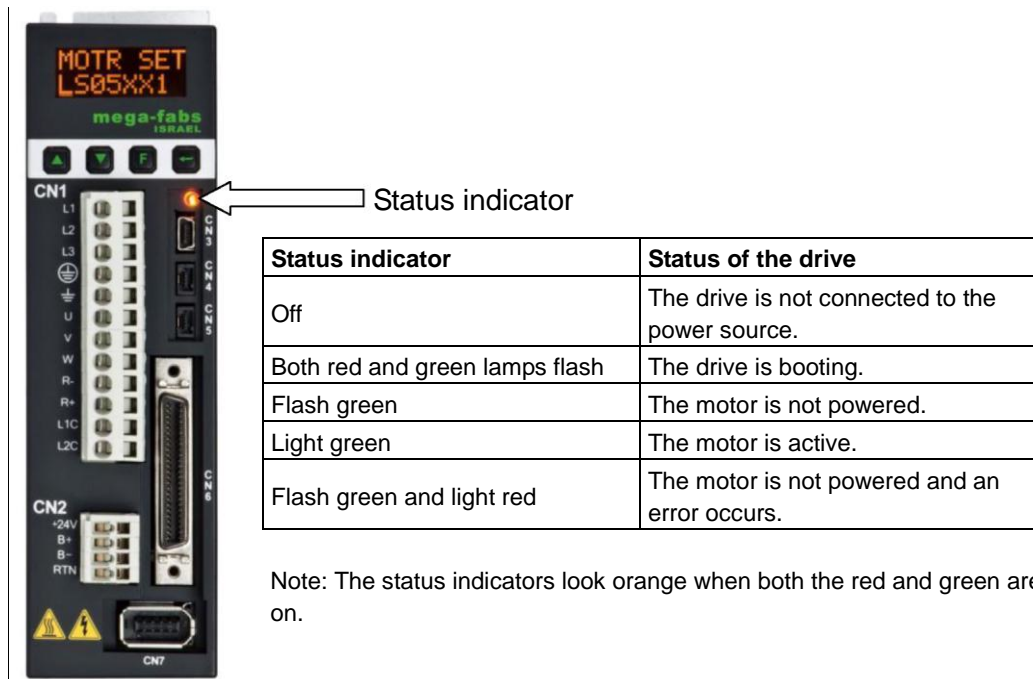 MOTR SET
LS05XX1
mega-fabs
ISRAEL
F
CN1
L1
L2
L3
U
V
W
R-
R+
L1C
L2C
CN3
CN4
CN5
CN6
CN2
+24V
B+
B-
RTN
CN7
Status indicator
Status indicator Status of the drive
Off The drive is not connected to the
power source.
Both red and green lamps flash The drive is booting.
Flash green The motor is not powered.
Light green The motor is active.
Flash green and light red The motor is not powered and an
error occurs.
Note: The status indicators look orange when both the red and green are
on.